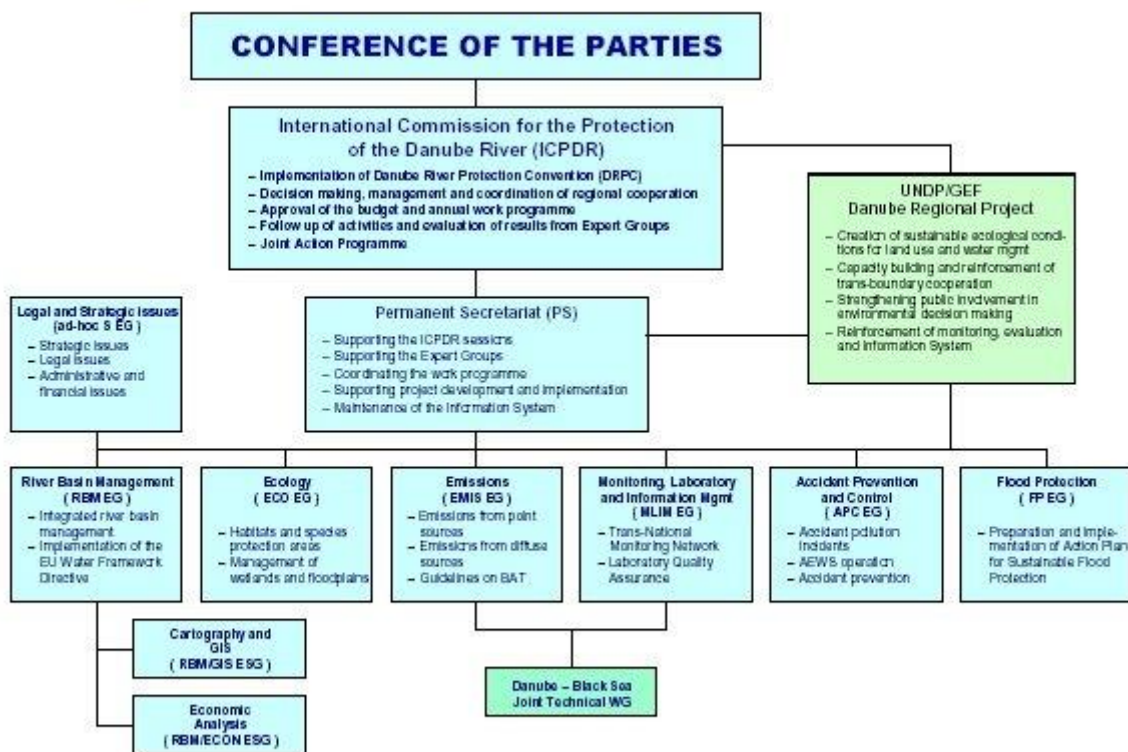 CONFERENCE OF THE PARTIES
International Commission for the Protection
of the Danube River (ICPDR)
– Implementation of Danube River Protection Convention (DRPC)
– Decision making, management and coordination of regional cooperation
– Approval of the budget and annual work programme
– Follow up of activities and evaluation of results from Expert Groups
– Joint Action Programme
UNDP/GEF
Danube Regional Project
– Creation of sustainable ecological condi-
tions for land use and water mgmt
– Capacity building and reinforcement of
trans-boundary cooperation
– Strengthening public involvement in
environmental decision making
– Reinforcement of monitoring, evaluation
and Information System
Legal and Strategic issues
(ad-hoc S EG)
– Strategic issues
– Legal issues
– Administrative and
financial issues
Permanent Secretariat (PS)
– Supporting the ICPDR sessions
– Supporting the Expert Groups
– Coordinating the work programme
– Supporting project development and implementation
– Maintenance of the Information System
River Basin Management
( RBM EG)
– Integrated river basin
management
– Implementation of the
EU Water Framework
Directive
Ecology
( ECO EG)
– Habitats and species
protection areas
– Management of
wetlands and floodplains
Emissions
( EMIS EG)
– Emissions from point
sources
– Emissions from diffuse
sources
– Guidelines on BAT
Monitoring, Laboratory
and Information Mgmt
( MLIM EG)
– Trans-National
Monitoring Network
– Laboratory Quality
Assurance
Accident Prevention
and Control
( APC EG)
– Accident pollution
incidents
– AEWS operation
– Accident prevention
Flood Protection
( FP EG)
– Preparation and imple-
mentation of Action Plan
for Sustainable Flood
Protection
Cartography and
GIS
( RBM/GIS ESG )
Economic
Analysis
( RBM/ECON ESG )
Danube – Black Sea
Joint Technical WG